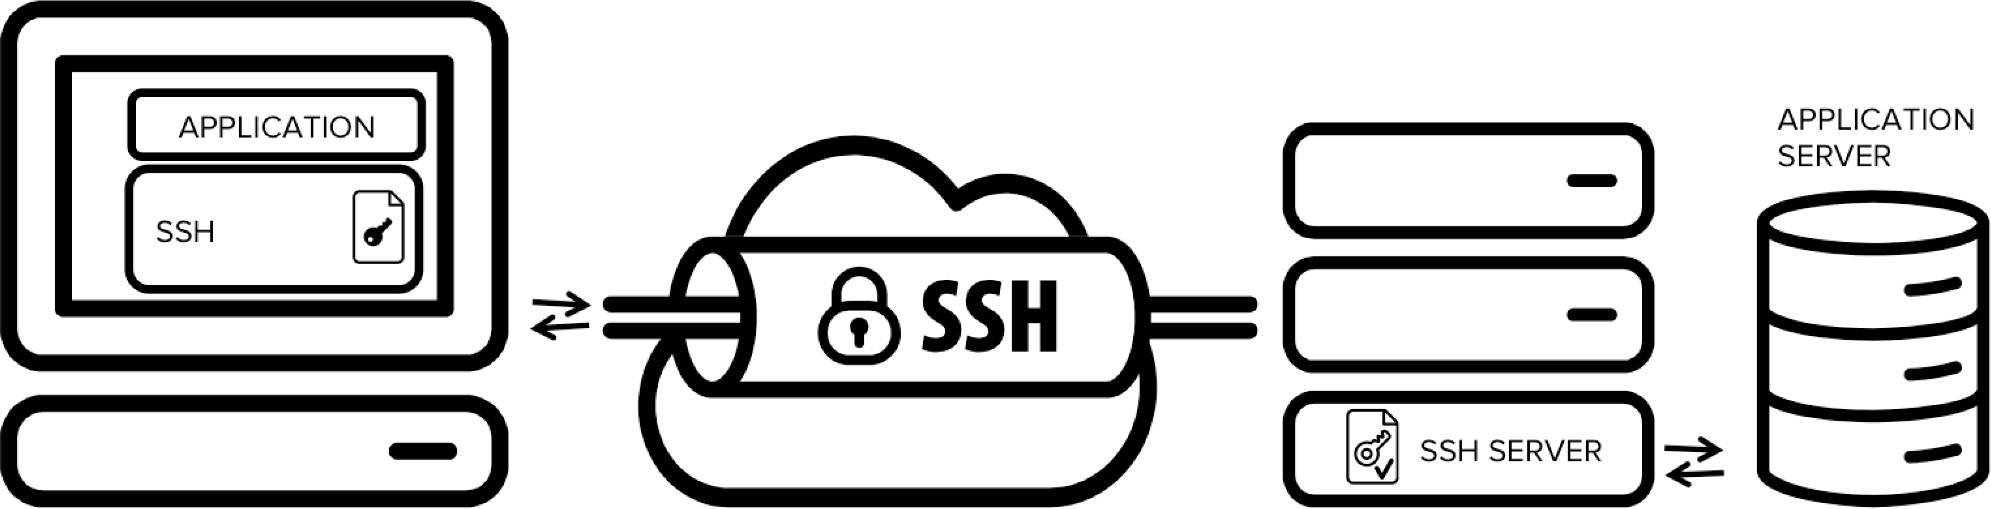 APPLICATION
SSH
SSH
SSH SERVER
APPLICATION
SERVER